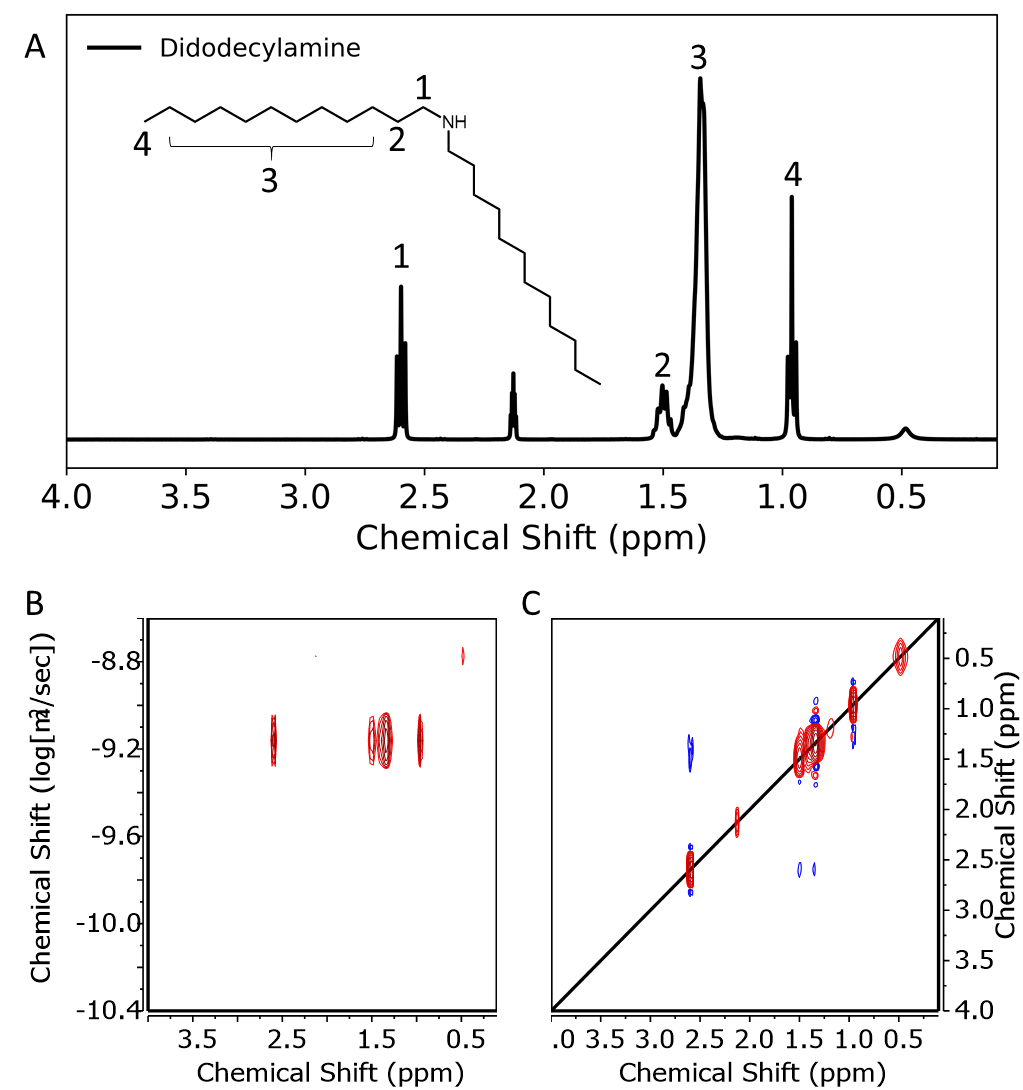 A
Didodecylamine
3
1
NH
4
2
3
4
1
2
4.0 3.5 3.0 2.5 2.0 1.5 1.0 0.5
Chemical Shift (ppm)
B
Chemical Shift (log[m²/sec])
-8.8
-9.2
-9.6
-10.0
-10.4
3.5 2.5 1.5 0.5
Chemical Shift (ppm)
C
0.5
1.0
1.5
2.0
2.5
3.0
3.5
4.0
Chemical Shift (ppm)
.0 3.5 3.0 2.5 2.0 1.5 1.0 0.5
Chemical Shift (ppm)